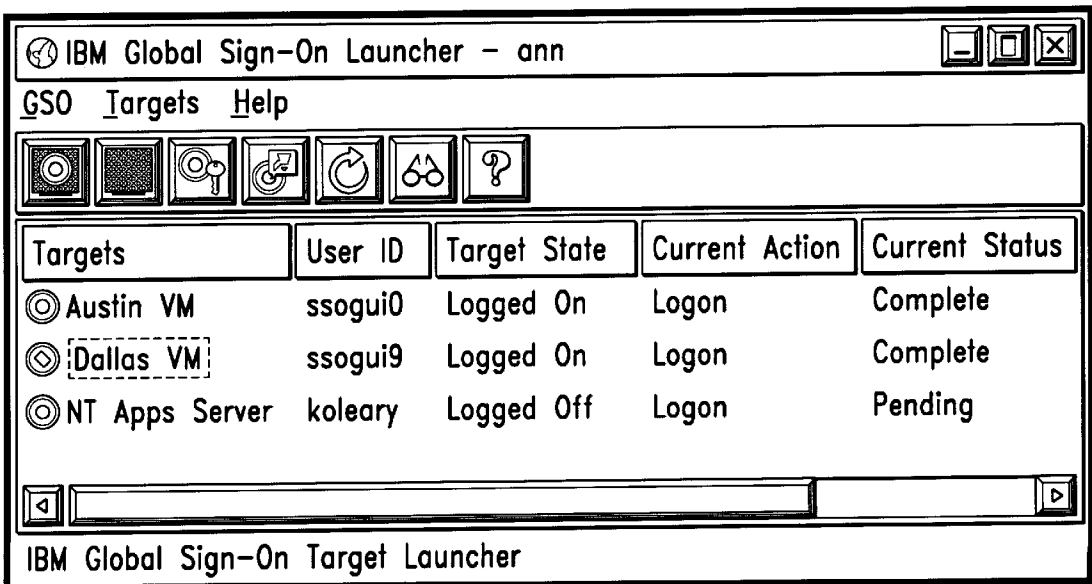 IBM Global Sign-On Launcher - ann
GSO Targets Help
?
Targets User ID Target State Current Action Current Status
Austin VM ssogui0 Logged On Logon Complete
Dallas VM ssogui9 Logged On Logon Complete
NT Apps Server koleary Logged Off Logon Pending
IBM Global Sign-On Target Launcher